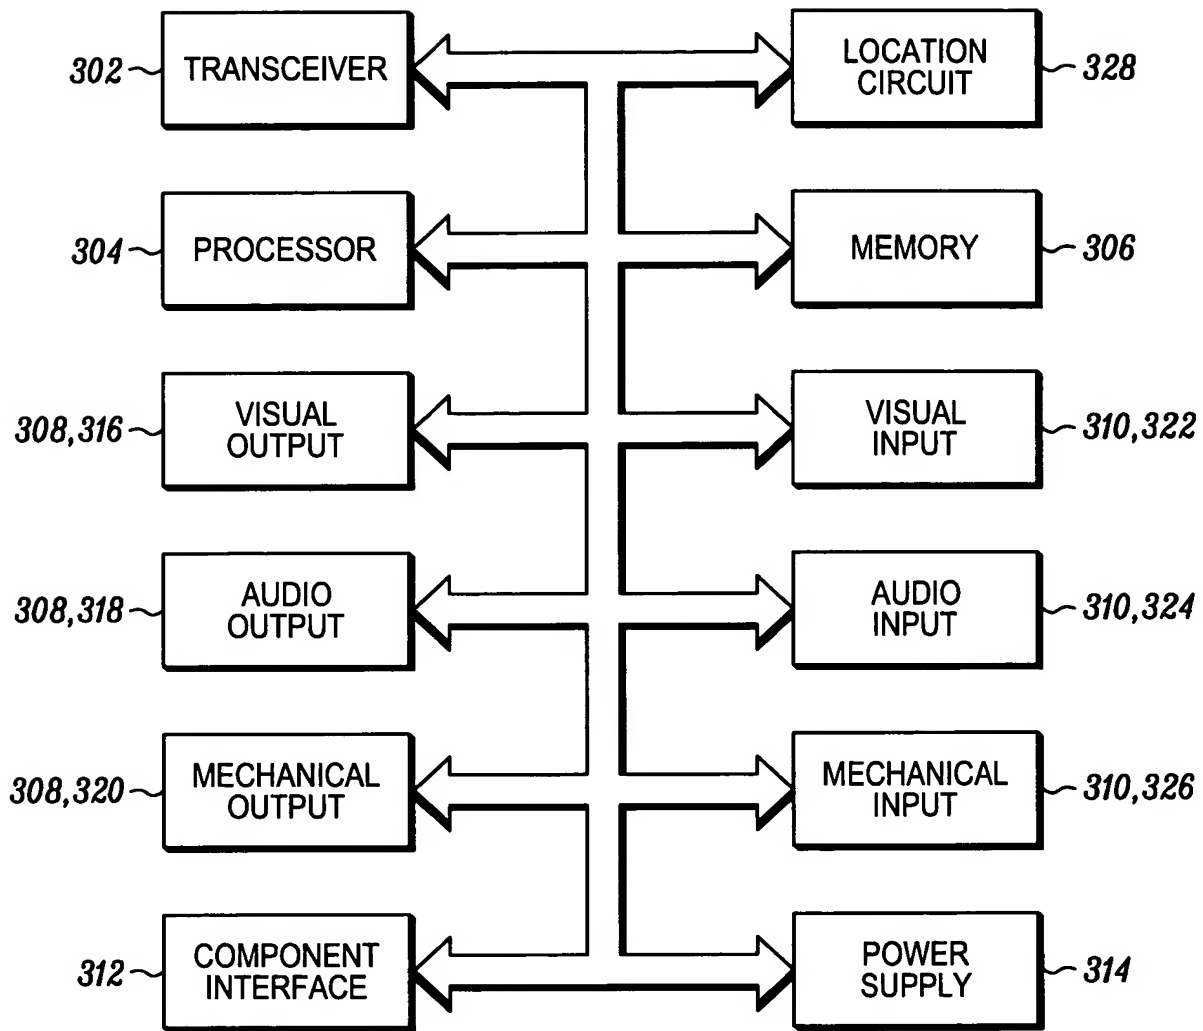 302 TRANSCEIVER
LOCATION
CIRCUIT 328
304 PROCESSOR
MEMORY 306
308,316 VISUAL
OUTPUT
VISUAL
INPUT 310,322
308,318 AUDIO
OUTPUT
AUDIO
INPUT 310,324
308,320 MECHANICAL
OUTPUT
MECHANICAL
INPUT 310,326
312 COMPONENT
INTERFACE
POWER
SUPPLY 314